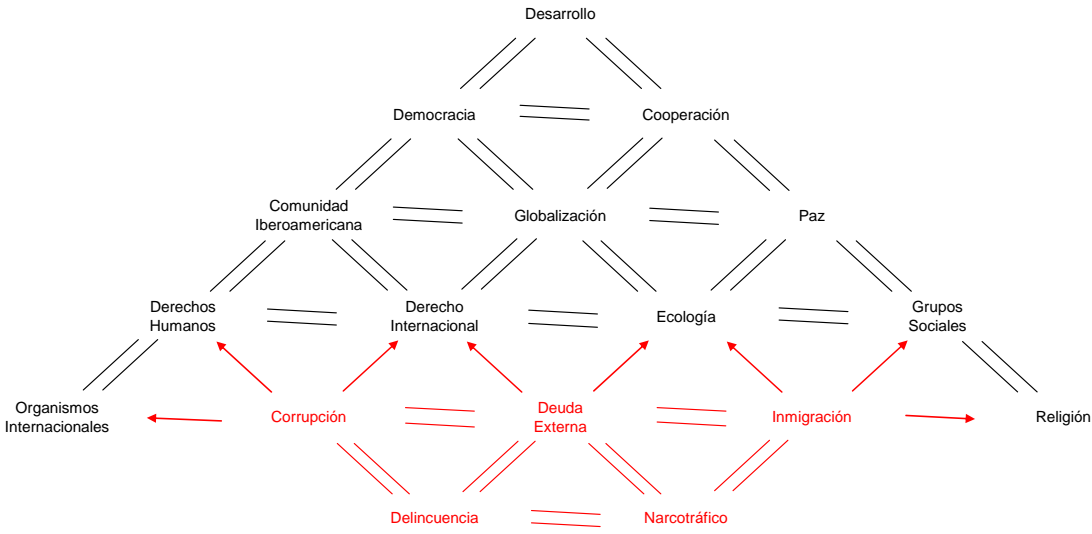 Desarrollo
Democracia
Cooperación
Comunidad
Iberoamericana
Globalización
Paz
Derechos
Humanos
Derecho
Internacional
Ecología
Grupos
Sociales
Organismos
Internacionales
Corrupción
Deuda
Externa
Inmigración
Religión
Delincuencia
Narcotráfico